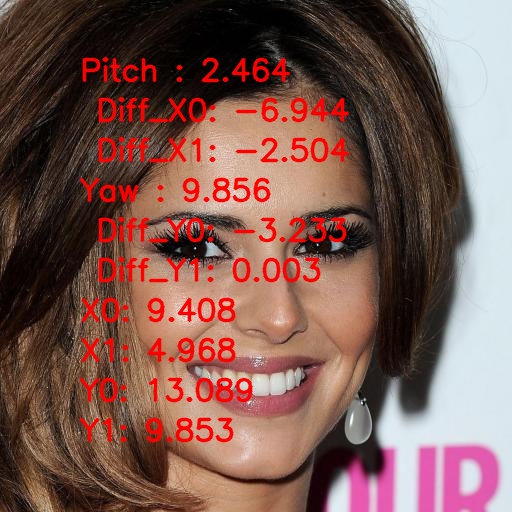 Pitch : 2.464
Diff_X0: -6.944
Diff_X1: -2.504
Yaw : 9.856
Diff_Y0: -3.233
Diff_Y1: 0.003
X0: 9.408
X1: 4.968
Y0: 13.089
Y1: 9.853
OUR